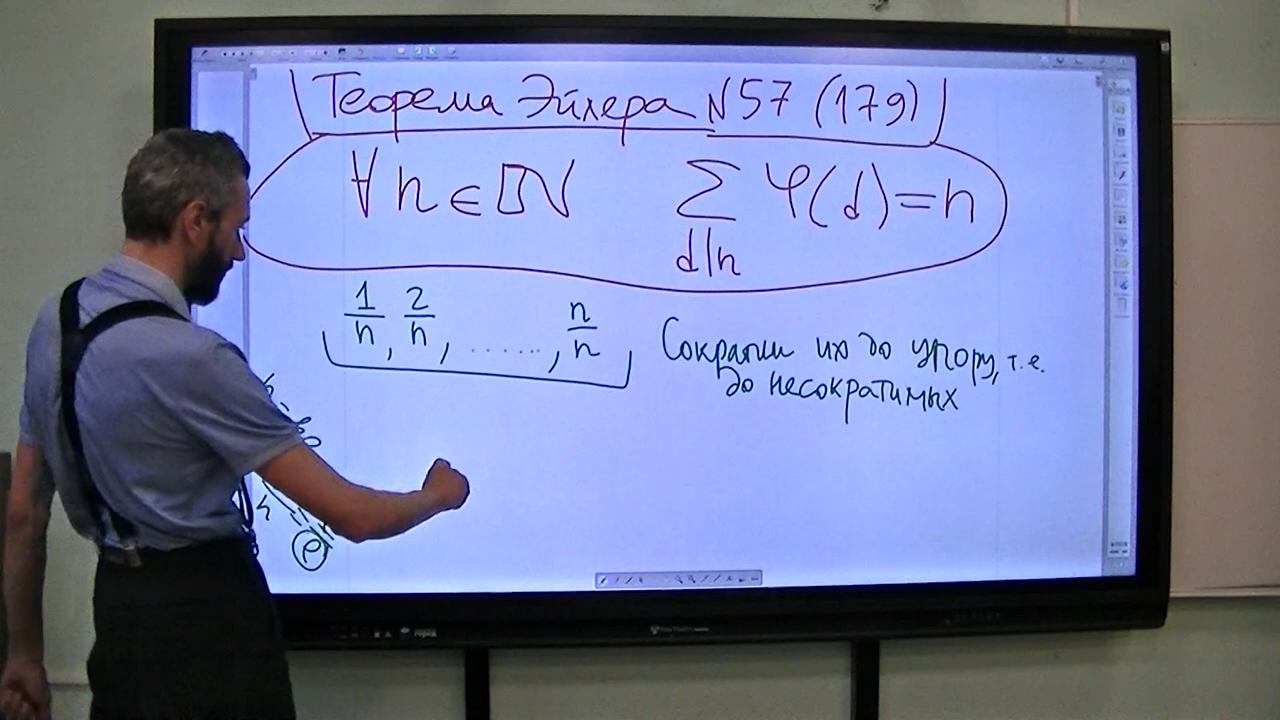 Теорема Эйлера N57 (179)
∀n∈ℕ ∑ φ(d)=n
d|n
1/n, 2/n, ......, n/n Сократим их до упору, т.е.
до несократимых